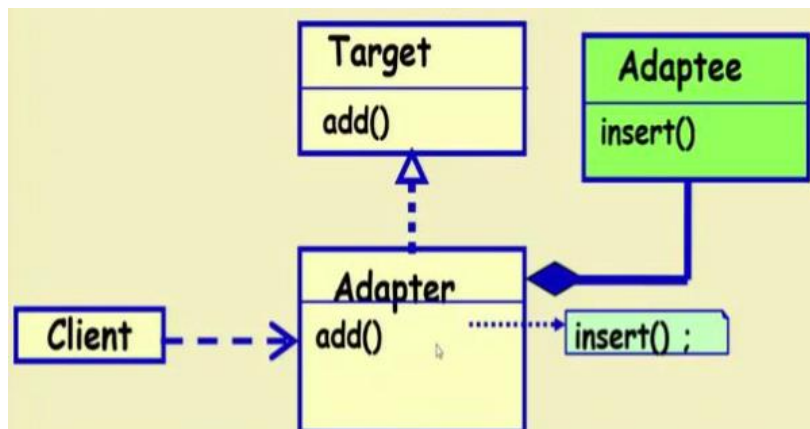 Target
add()
Adaptee
insert()
Adapter
add()
insert() ;
Client